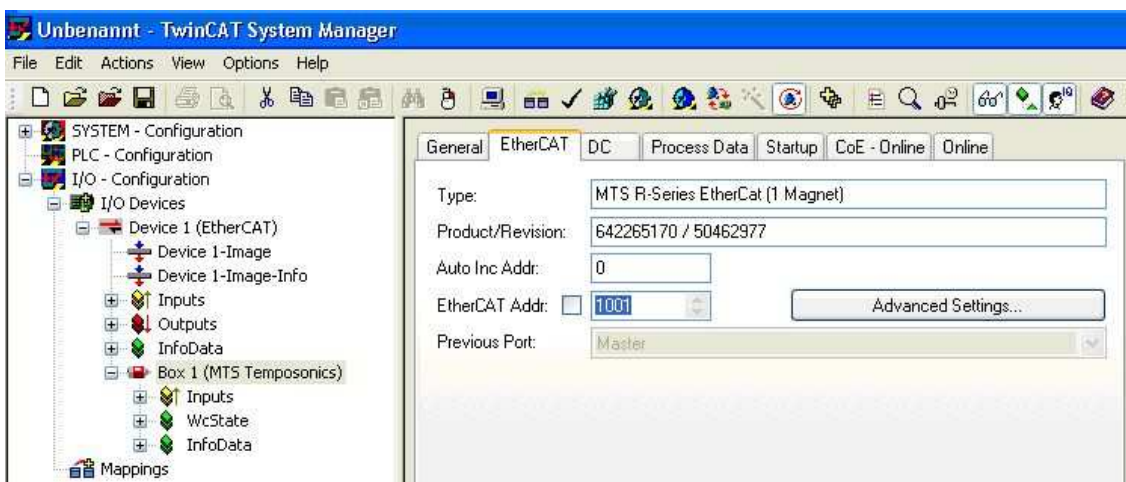 Unbenannt - TwinCAT System Manager
File Edit Actions View Options Help
SYSTEM - Configuration
PLC - Configuration
I/O - Configuration
I/O Devices
Device 1 (EtherCAT)
Device 1-Image
Device 1-Image-Info
Inputs
Outputs
InfoData
Box 1 (MTS Temposonics)
Inputs
WcState
InfoData
Mappings
General EtherCAT DC Process Data Startup CoE - Online Online
Type: MTS R-Series EtherCat (1 Magnet)
Product/Revision: 642265170 / 50462977
Auto Inc Addr: 0
EtherCAT Addr: 1001 Advanced Settings...
Previous Port: Master